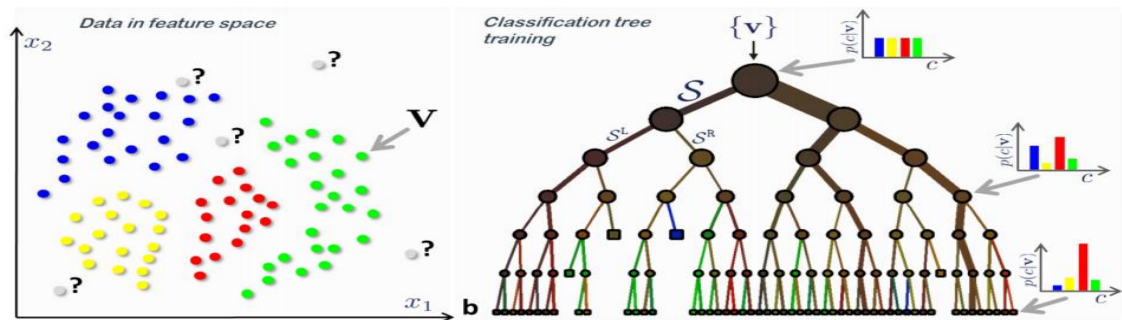 Data in feature space
x₂
?
?
?
v
?
?
x₁
Classification tree
training
{v}
S
Sᴸ
Sᴿ
b
p(c|v)
c
p(c|v)
c
p(c|v)
c